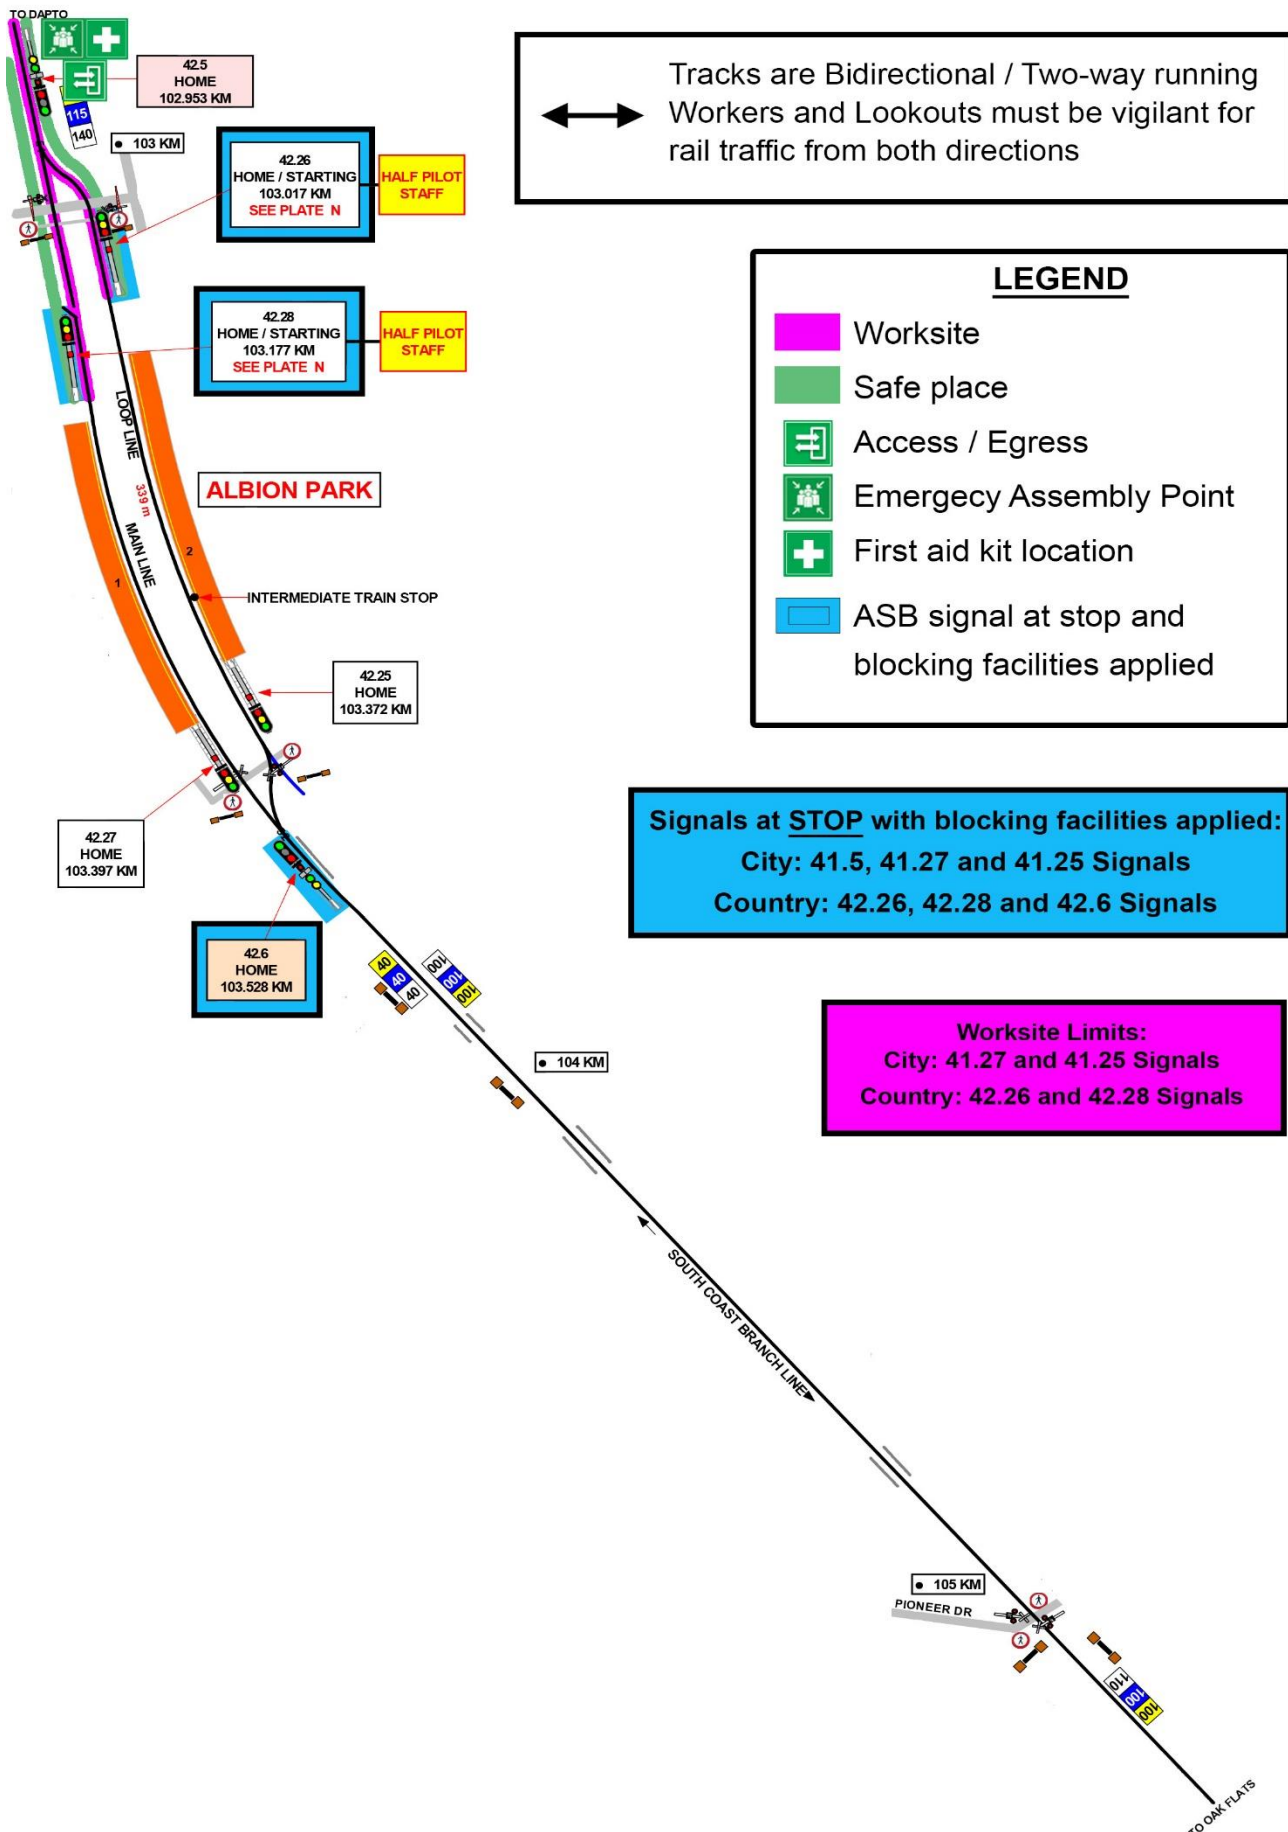 TO DAPTO
42.5
HOME
102.953 KM
115
140
103 KM
42.26
HOME / STARTING
103.017 KM
SEE PLATE N
HALF PILOT
STAFF
42.28
HOME / STARTING
103.177 KM
SEE PLATE N
HALF PILOT
STAFF
Tracks are Bidirectional / Two-way running
Workers and Lookouts must be vigilant for
rail traffic from both directions
LEGEND
Worksite
Safe place
Access / Egress
Emergecy Assembly Point
First aid kit location
ASB signal at stop and
blocking facilities applied
LOOP LINE
339 m
MAIN LINE
ALBION PARK
2
1
INTERMEDIATE TRAIN STOP
42.25
HOME
103.372 KM
42.27
HOME
103.397 KM
42.6
HOME
103.528 KM
Signals at STOP with blocking facilities applied:
City: 41.5, 41.27 and 41.25 Signals
Country: 42.26, 42.28 and 42.6 Signals
40
40
40
100
100
100
Worksite Limits:
City: 41.27 and 41.25 Signals
Country: 42.26 and 42.28 Signals
104 KM
SOUTH COAST BRANCH LINE
105 KM
PIONEER DR
110
100
100
TO OAK FLATS